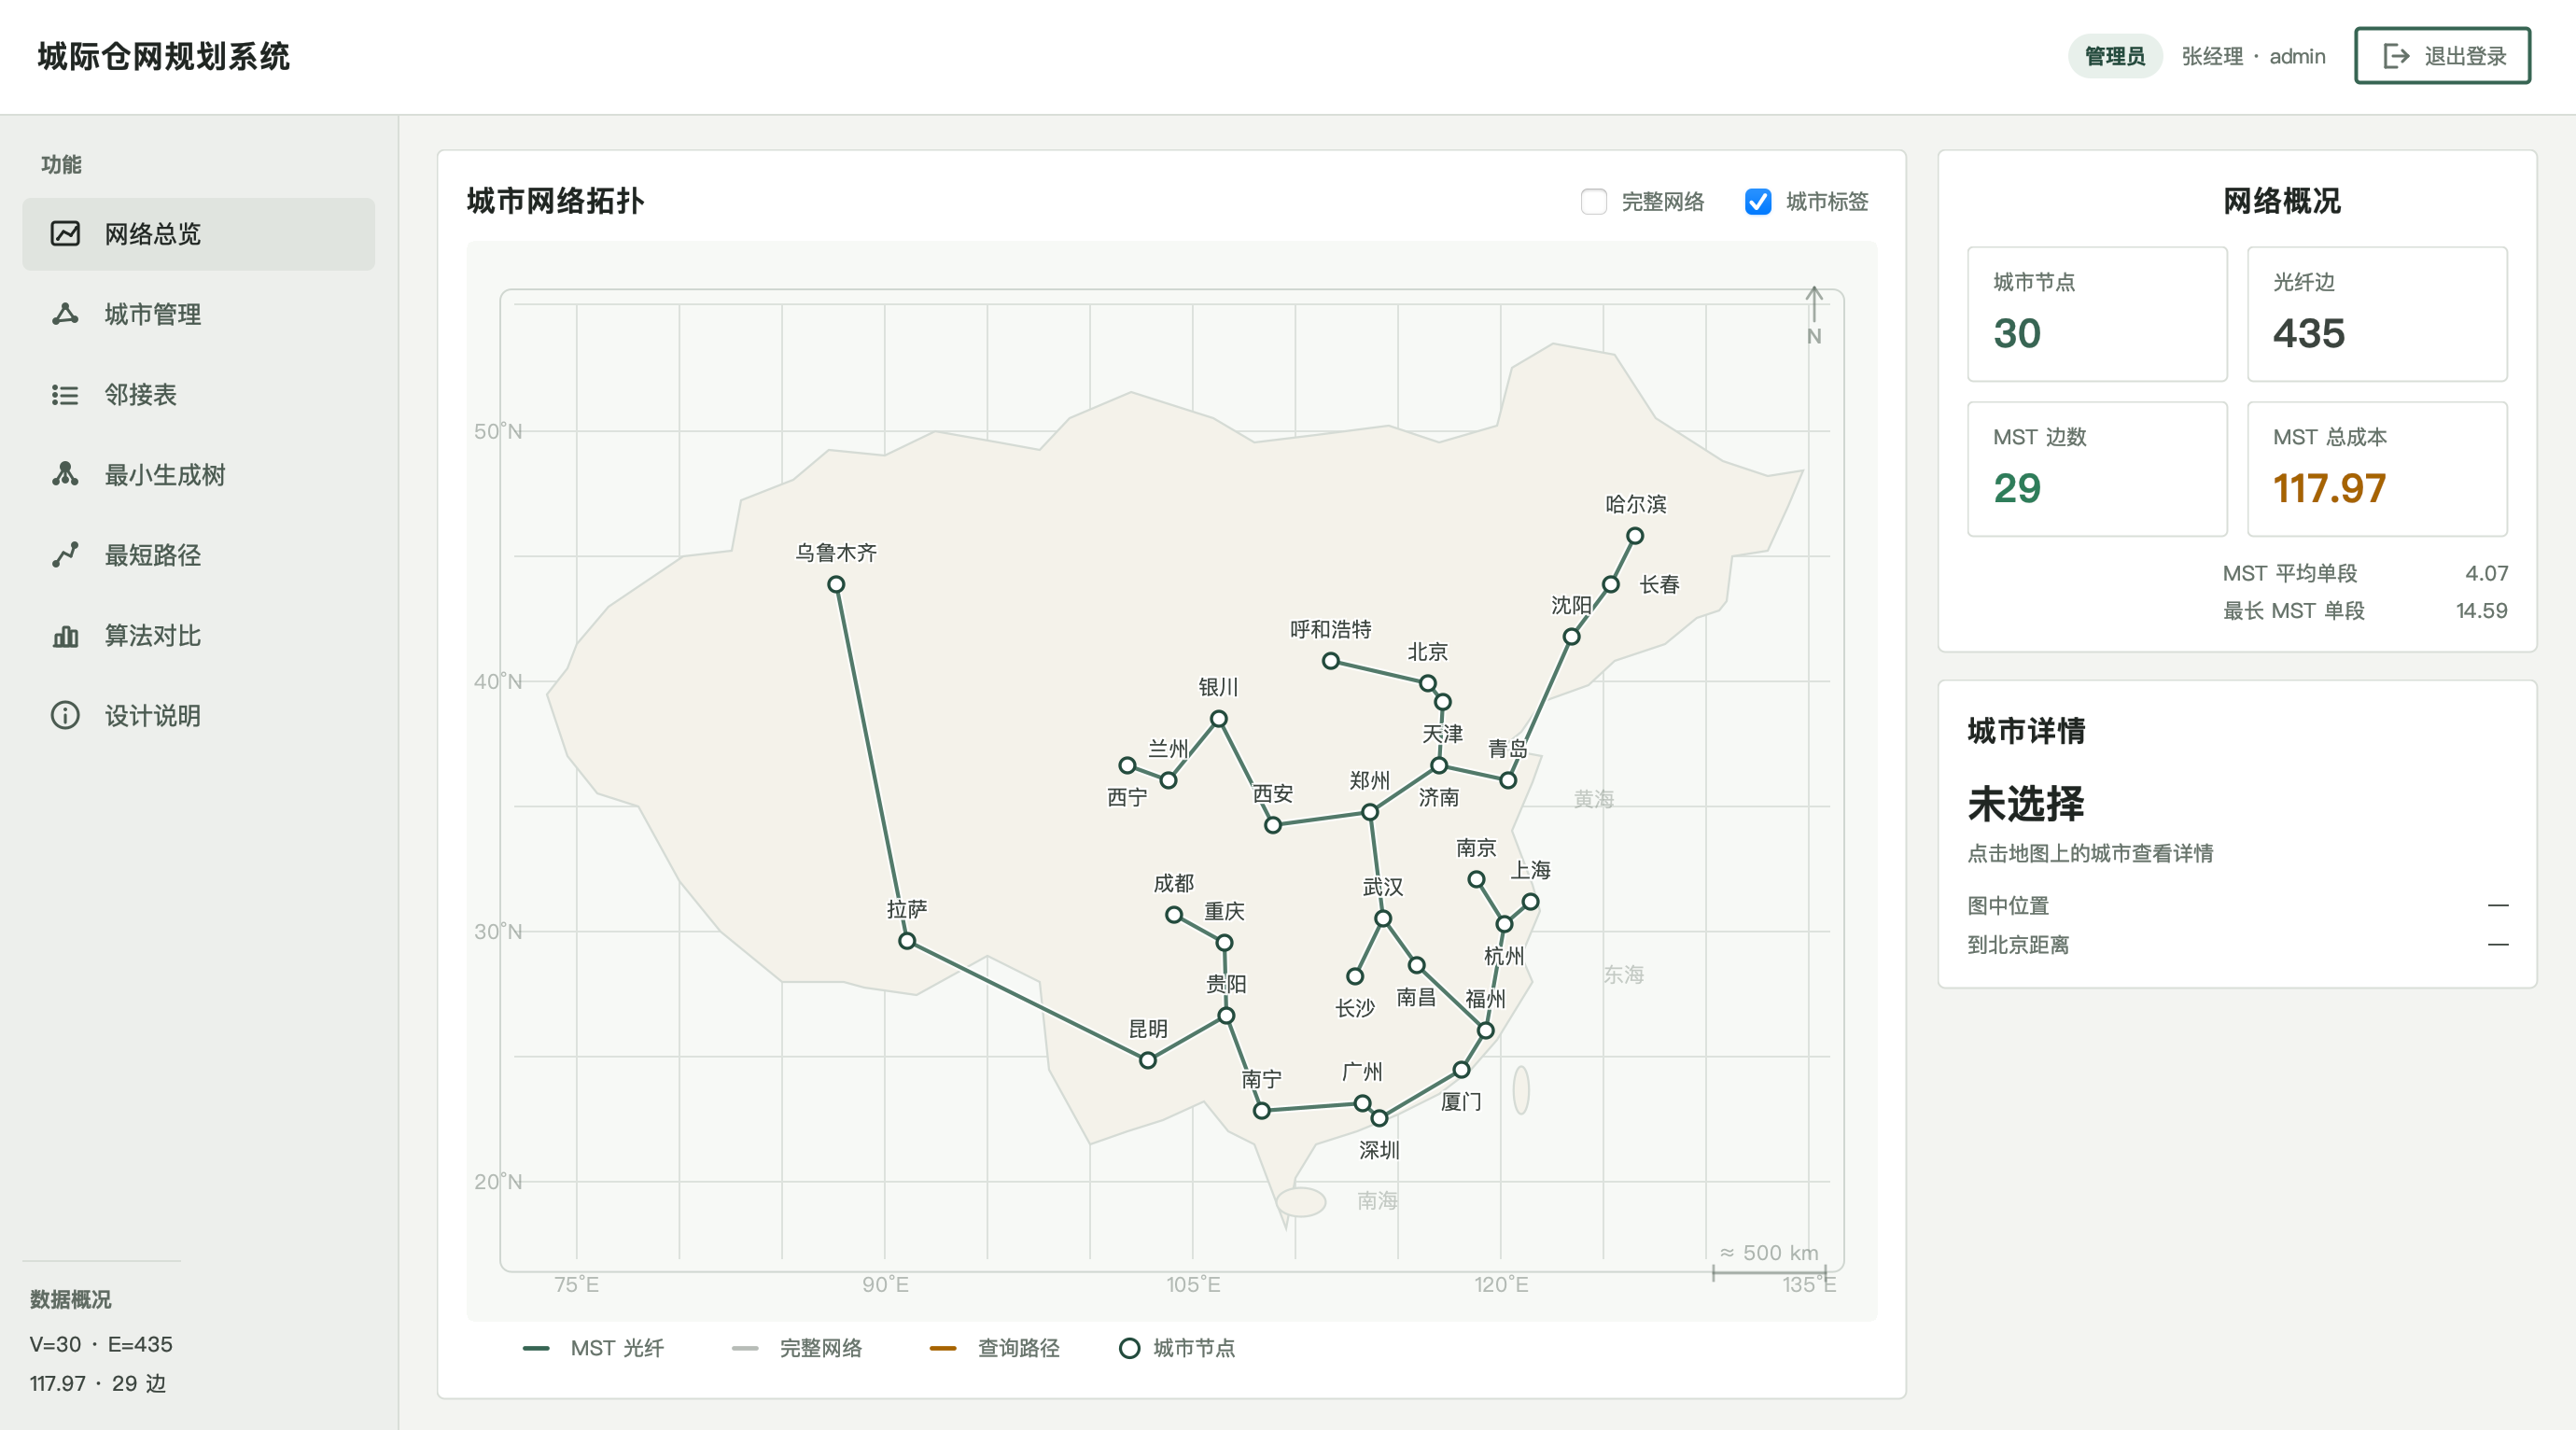 城际仓网规划系统
管理员 张经理 · admin 退出登录
功能
网络总览
城市管理
邻接表
最小生成树
最短路径
算法对比
设计说明
数据概况
V=30 · E=435
117.97 · 29 边
城市网络拓扑
完整网络 城市标签
N
50°N
40°N
30°N
20°N
75°E 90°E 105°E 120°E 135°E
≈ 500 km
哈尔滨
乌鲁木齐
长春
沈阳
呼和浩特
北京
银川
天津
兰州
青岛
郑州
西宁
西安
济南
黄海
南京
上海
成都
武汉
拉萨
重庆
杭州
东海
贵阳
长沙
南昌
福州
昆明
广州
南宁
厦门
深圳
南海
MST 光纤 完整网络 查询路径 城市节点
网络概况
城市节点
30
光纤边
435
MST 边数
29
MST 总成本
117.97
MST 平均单段 4.07
最长 MST 单段 14.59
城市详情
未选择
点击地图上的城市查看详情
图中位置 —
到北京距离 —